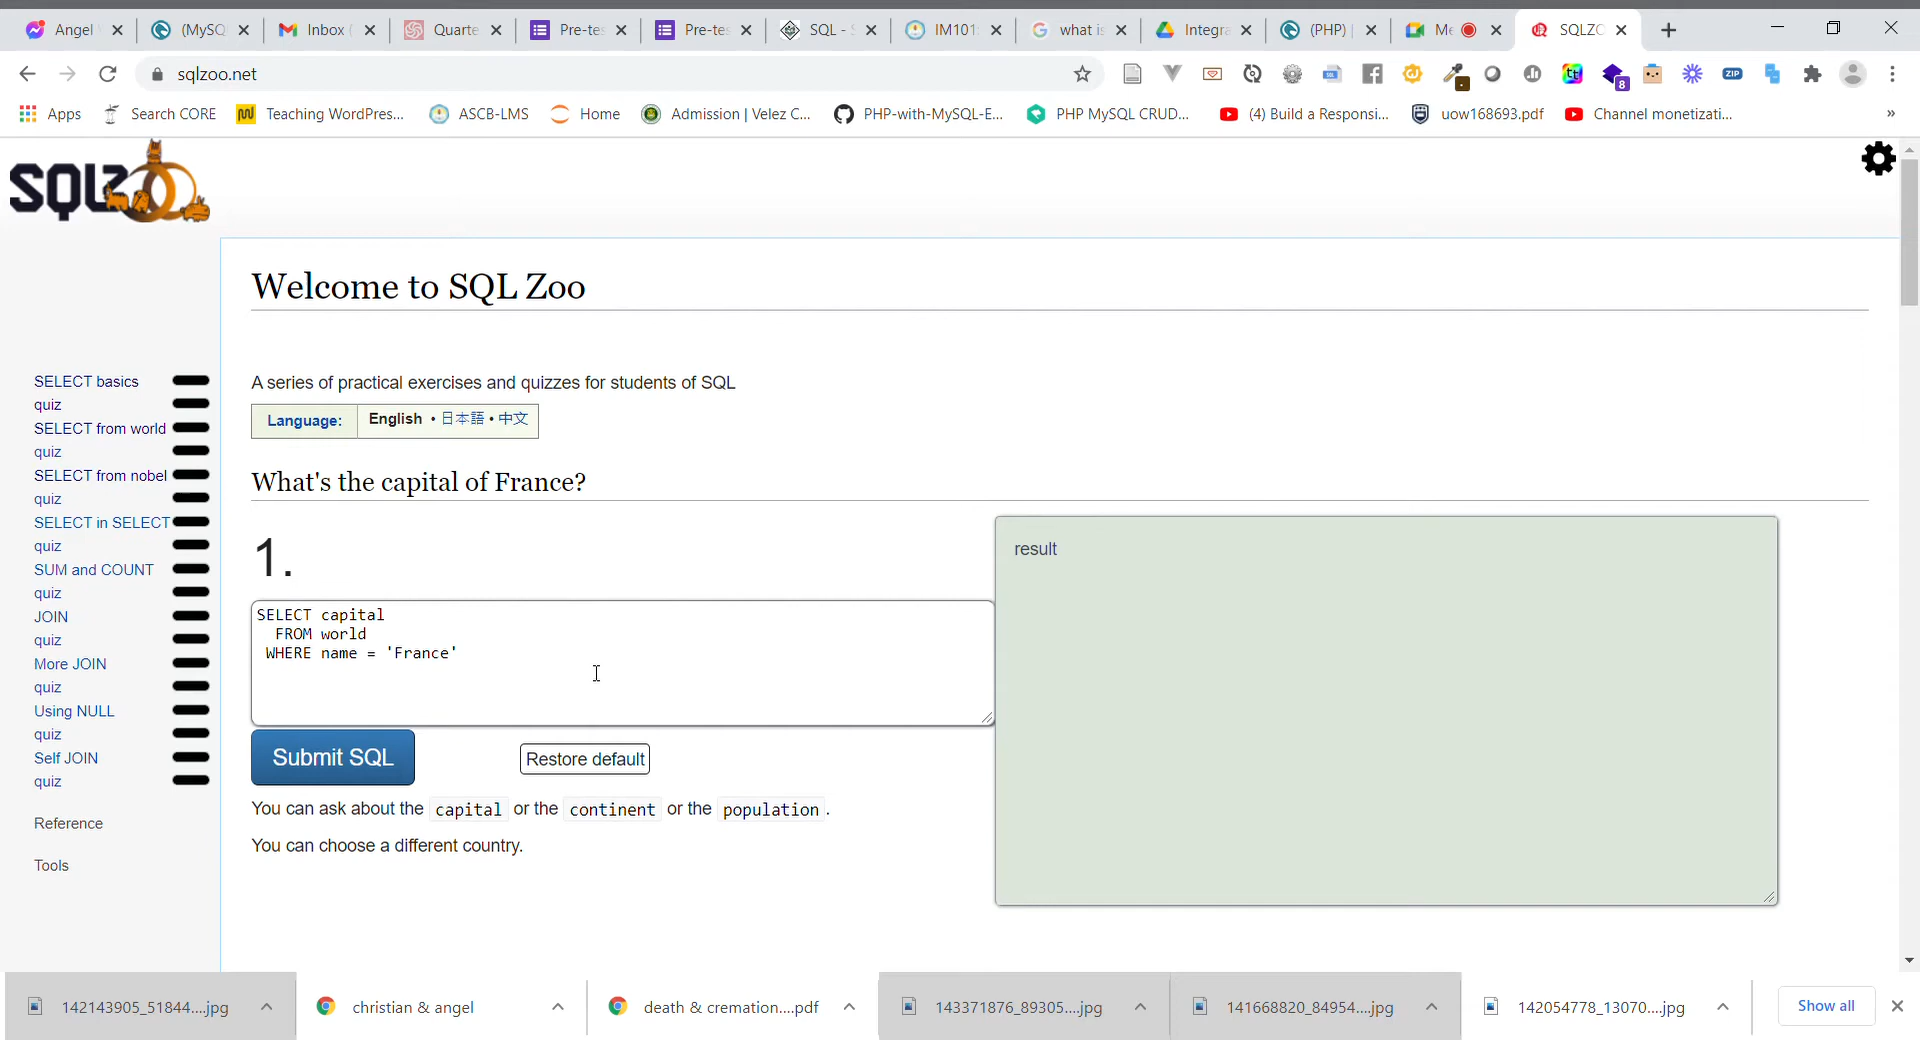 Angel
(MySQ
Inbox (
Quarte
Pre-tes
Pre-tes
SQL - S
IM101
what is
Integra
(PHP) |
Me
SQLZO
sqlzoo.net
8
ZIP
Apps
Search CORE
Teaching WordPres...
ASCB-LMS
Home
Admission | Velez C...
PHP-with-MySQL-E...
PHP MySQL CRUD...
(4) Build a Responsi...
uow168693.pdf
Channel monetizati...
»
SQLZOO
Welcome to SQL Zoo
A series of practical exercises and quizzes for students of SQL
Language: English • 日本語 • 中文
What's the capital of France?
SELECT basics
quiz
SELECT from world
quiz
SELECT from nobel
quiz
SELECT in SELECT
quiz
SUM and COUNT
quiz
JOIN
quiz
More JOIN
quiz
Using NULL
quiz
Self JOIN
quiz
Reference
Tools
1.
SELECT capital
FROM world
WHERE name = 'France'
Submit SQL
Restore default
You can ask about the capital or the continent or the population.
You can choose a different country.
result
142143905_51844....jpg
christian & angel
death & cremation....pdf
143371876_89305....jpg
141668820_84954....jpg
142054778_13070....jpg
Show all